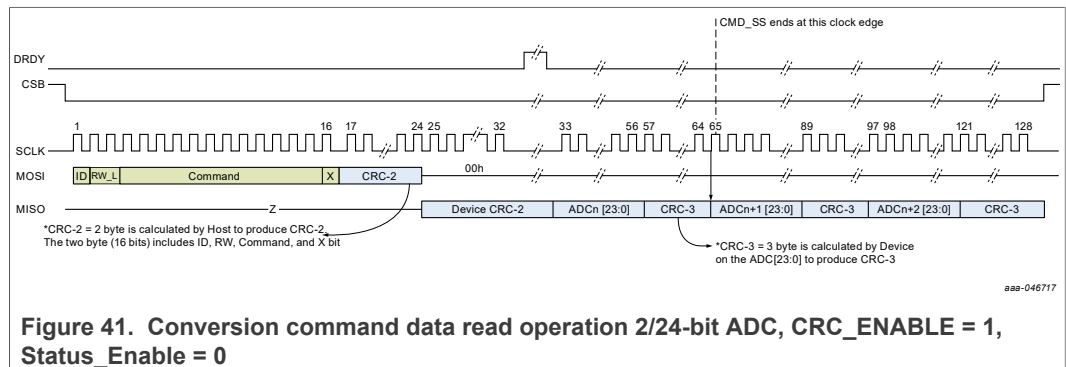 CMD_SS ends at this clock edge
DRDY
CSB
1 16 17 24 25 32 33 56 57 64 65 89 97 98 121 128
SCLK
MOSI ID RW_L Command X CRC-2 00h
MISO Z Device CRC-2 ADCn [23:0] CRC-3 ADCn+1 [23:0] CRC-3 ADCn+2 [23:0] CRC-3
*CRC-2 = 2 byte is calculated by Host to produce CRC-2
The two byte (16 bits) includes ID, RW, Command, and X bit
*CRC-3 = 3 byte is calculated by Device
on the ADC[23:0] to produce CRC-3
aaa-046717
Figure 41. Conversion command data read operation 2/24-bit ADC, CRC_ENABLE = 1,
Status_Enable = 0